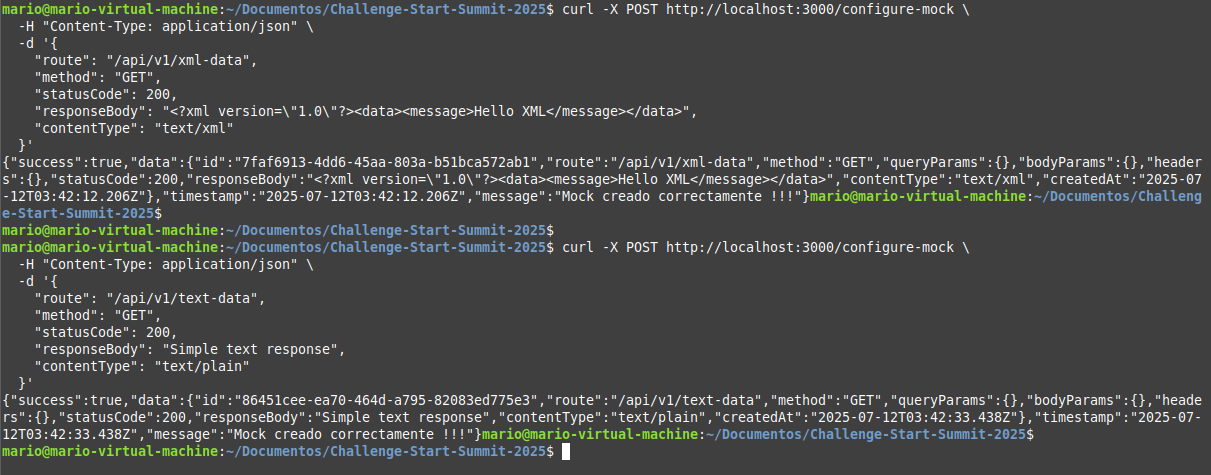 mario@mario-virtual-machine:~/Documentos/Challenge-Start-Summit-2025$ curl -X POST http://localhost:3000/configure-mock \
  -H "Content-Type: application/json" \
  -d '{
    "route": "/api/v1/xml-data",
    "method": "GET",
    "statusCode": 200,
    "responseBody": "<?xml version=\"1.0\"?><data><message>Hello XML</message></data>",
    "contentType": "text/xml"
  }'
{"success":true,"data":{"id":"7faf6913-4dd6-45aa-803a-b51bca572ab1","route":"/api/v1/xml-data","method":"GET","queryParams":{},"bodyParams":{},"header
s":{},"statusCode":200,"responseBody":"<?xml version=\"1.0\"?><data><message>Hello XML</message></data>","contentType":"text/xml","createdAt":"2025-07
-12T03:42:12.206Z"},"timestamp":"2025-07-12T03:42:12.206Z","message":"Mock creado correctamente !!!"}mario@mario-virtual-machine:~/Documentos/Challeng
e-Start-Summit-2025$
mario@mario-virtual-machine:~/Documentos/Challenge-Start-Summit-2025$
mario@mario-virtual-machine:~/Documentos/Challenge-Start-Summit-2025$ curl -X POST http://localhost:3000/configure-mock \
  -H "Content-Type: application/json" \
  -d '{
    "route": "/api/v1/text-data",
    "method": "GET",
    "statusCode": 200,
    "responseBody": "Simple text response",
    "contentType": "text/plain"
  }'
{"success":true,"data":{"id":"86451cee-ea70-464d-a795-82083ed775e3","route":"/api/v1/text-data","method":"GET","queryParams":{},"bodyParams":{},"heade
rs":{},"statusCode":200,"responseBody":"Simple text response","contentType":"text/plain","createdAt":"2025-07-12T03:42:33.438Z"},"timestamp":"2025-07-
12T03:42:33.438Z","message":"Mock creado correctamente !!!"}mario@mario-virtual-machine:~/Documentos/Challenge-Start-Summit-2025$
mario@mario-virtual-machine:~/Documentos/Challenge-Start-Summit-2025$